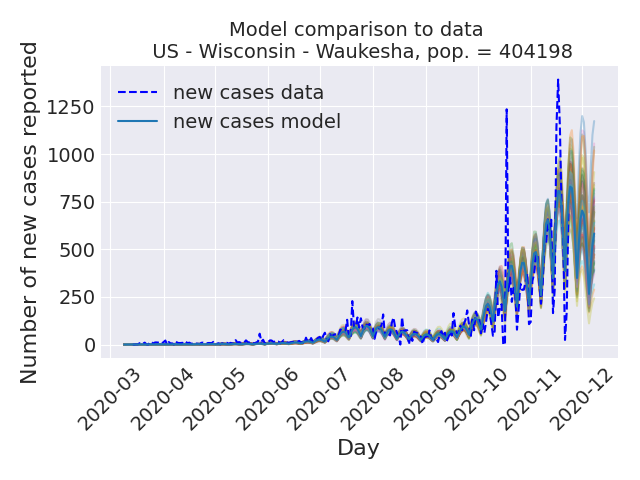 Model comparison to data
US - Wisconsin - Waukesha, pop. = 404198
Number of new cases reported
1250
1000
750
500
250
0
new cases data
new cases model
2020-03
2020-04
2020-05
2020-06
2020-07
2020-08
2020-09
2020-10
2020-11
2020-12
Day